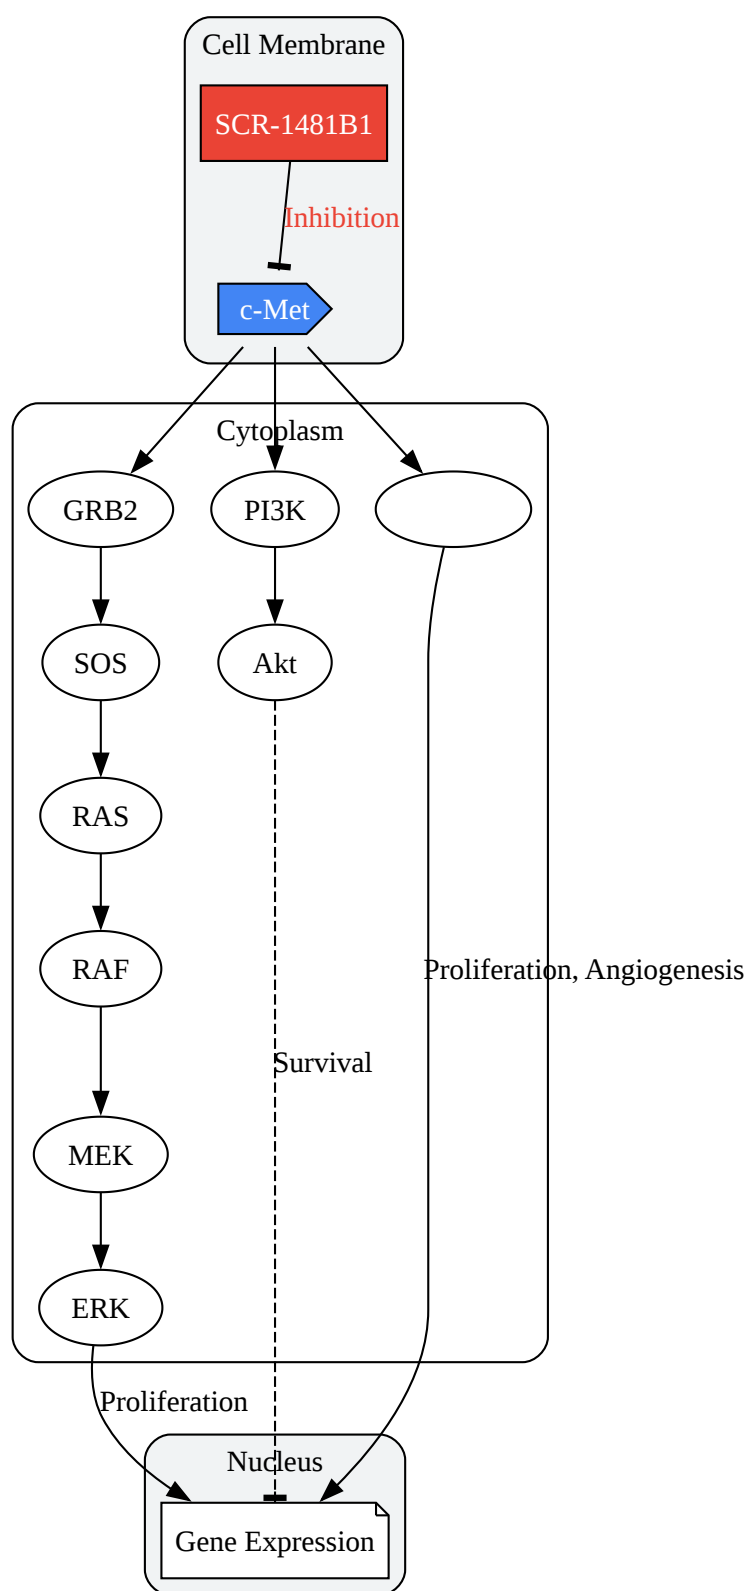 Cell Membrane
SCR-1481B1
Inhibition
c-Met
Cytoplasm
GRB2
PI3K
SOS
Akt
RAS
RAF
Proliferation, Angiogenesis
Survival
MEK
ERK
Proliferation
Nucleus
Gene Expression